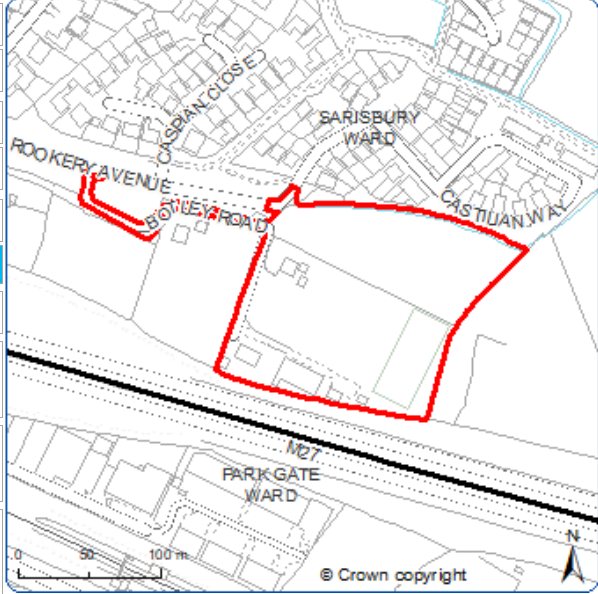 CASPIAN CLOSE
SARISBURY
WARD
ROOKERY AVENUE
BOTLEY ROAD
CASTILIAN WAY
M27
PARK GATE
WARD
0 50 100 m
N
© Crown copyright